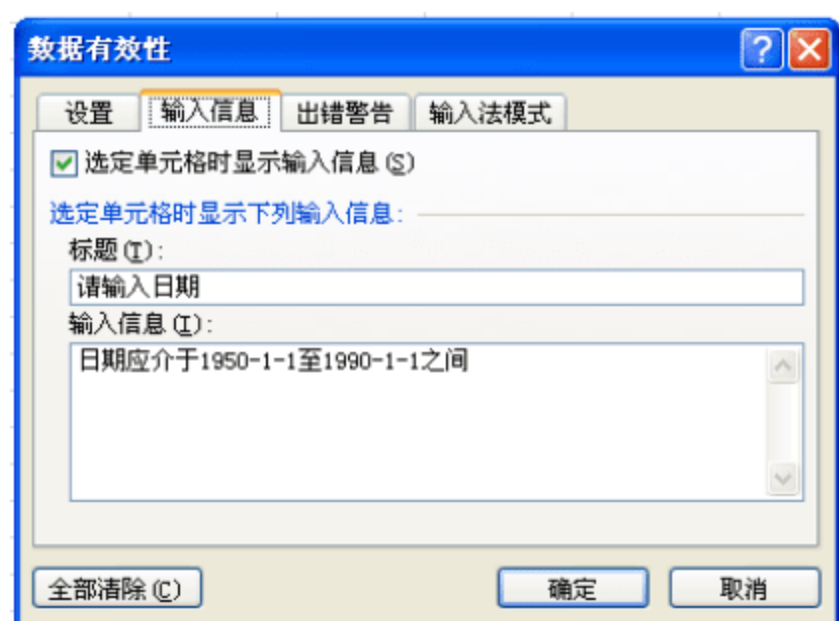 数据有效性
设置 输入信息 出错警告 输入法模式
选定单元格时显示输入信息(S)
选定单元格时显示下列输入信息:
标题(T):
请输入日期
输入信息(I):
日期应介于1950-1-1至1990-1-1之间
全部清除(C) 确定 取消